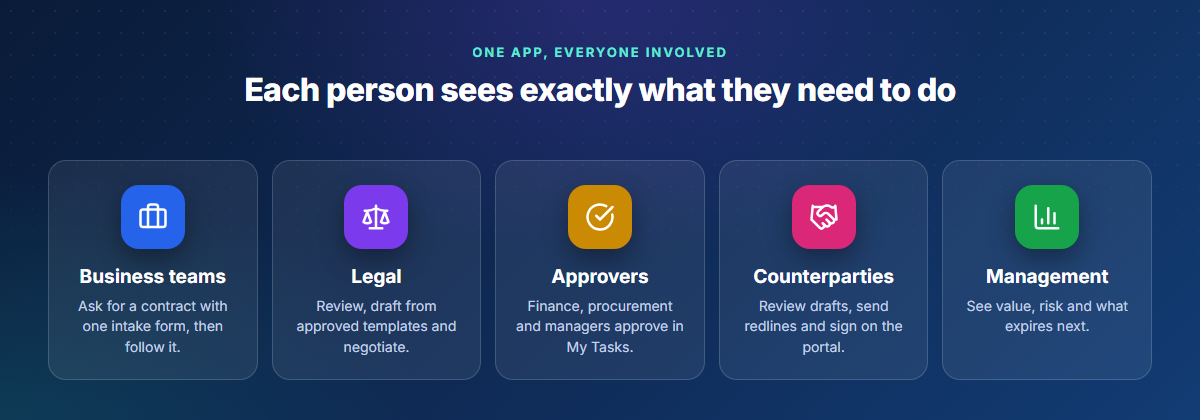 ONE APP, EVERYONE INVOLVED
Each person sees exactly what they need to do
Business teams
Ask for a contract with
one intake form, then
follow it.
Legal
Review, draft from
approved templates and
negotiate.
Approvers
Finance, procurement
and managers approve in
My Tasks.
Counterparties
Review drafts, send
redlines and sign on the
portal.
Management
See value, risk and what
expires next.